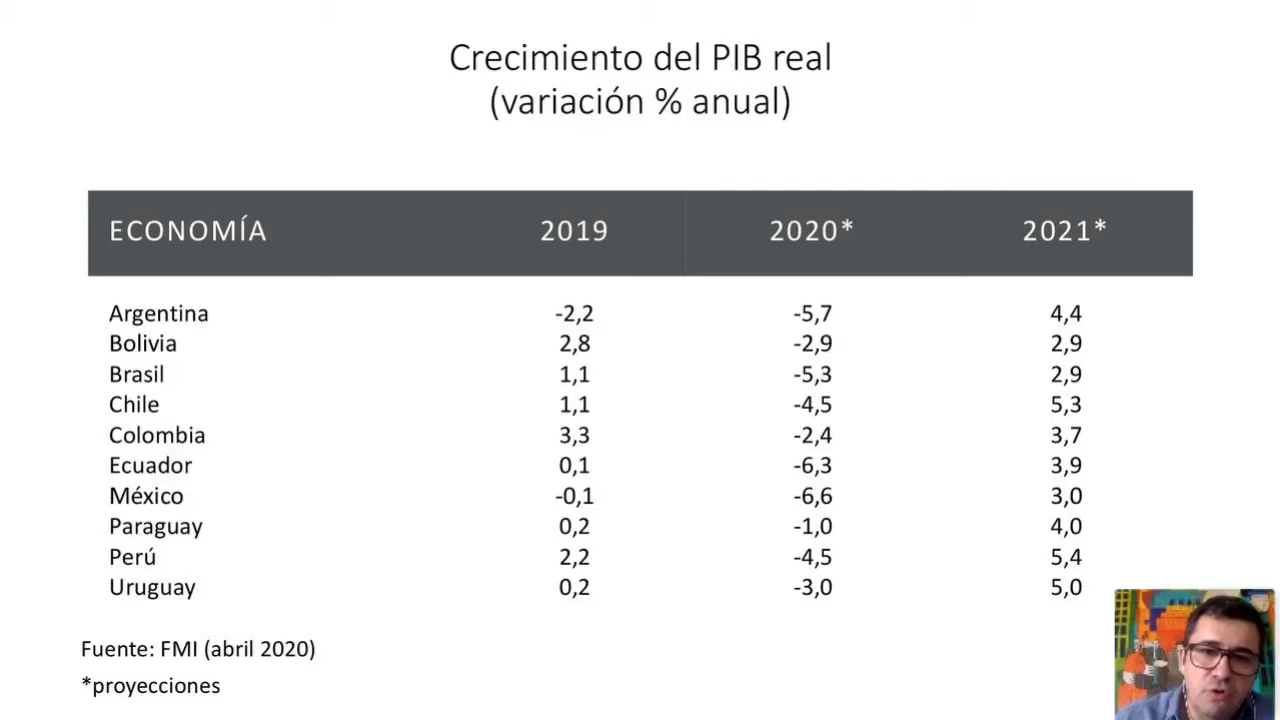 Crecimiento del PIB real
(variación % anual)
ECONOMÍA 2019 2020* 2021*
Argentina -2,2 -5,7 4,4
Bolivia 2,8 -2,9 2,9
Brasil 1,1 -5,3 2,9
Chile 1,1 -4,5 5,3
Colombia 3,3 -2,4 3,7
Ecuador 0,1 -6,3 3,9
México -0,1 -6,6 3,0
Paraguay 0,2 -1,0 4,0
Perú 2,2 -4,5 5,4
Uruguay 0,2 -3,0 5,0
Fuente: FMI (abril 2020)
*proyecciones